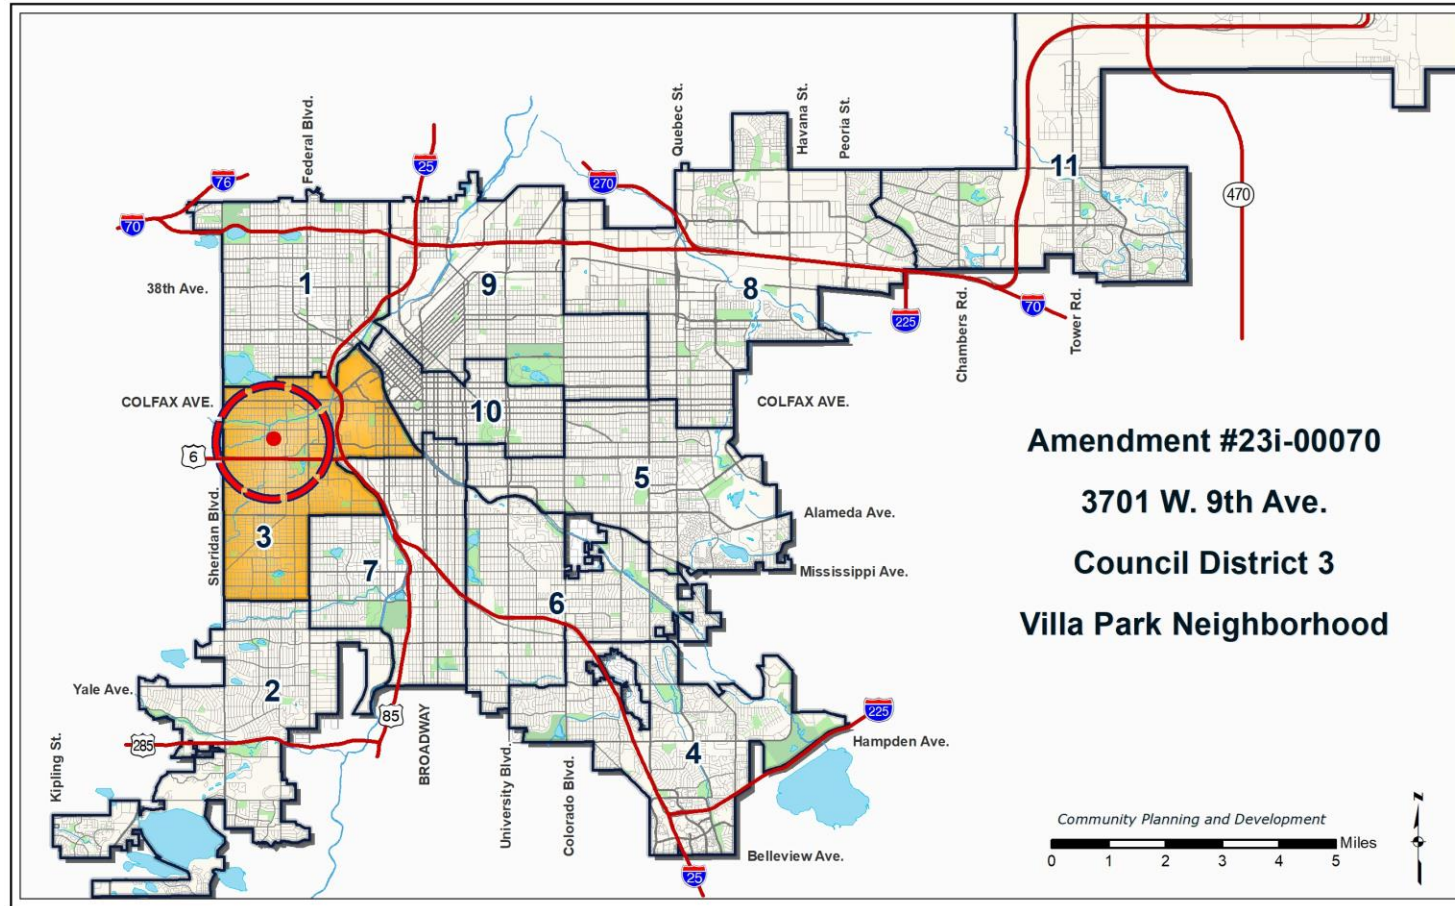 Federal Blvd.
Quebec St.
Havana St.
Peoria St.
76
25
270
70
11
470
1
9
8
38th Ave.
225
Chambers Rd.
70
Tower Rd.
COLFAX AVE.
COLFAX AVE.
10
6
5
Sheridan Blvd.
3
7
Alameda Ave.
Mississippi Ave.
6
Yale Ave.
2
85
285
BROADWAY
University Blvd.
Colorado Blvd.
4
225
Hampden Ave.
Kipling St.
Belleview Ave.
25
Amendment #23i-00070
3701 W. 9th Ave.
Council District 3
Villa Park Neighborhood
Community Planning and Development
Miles
0 1 2 3 4 5
N